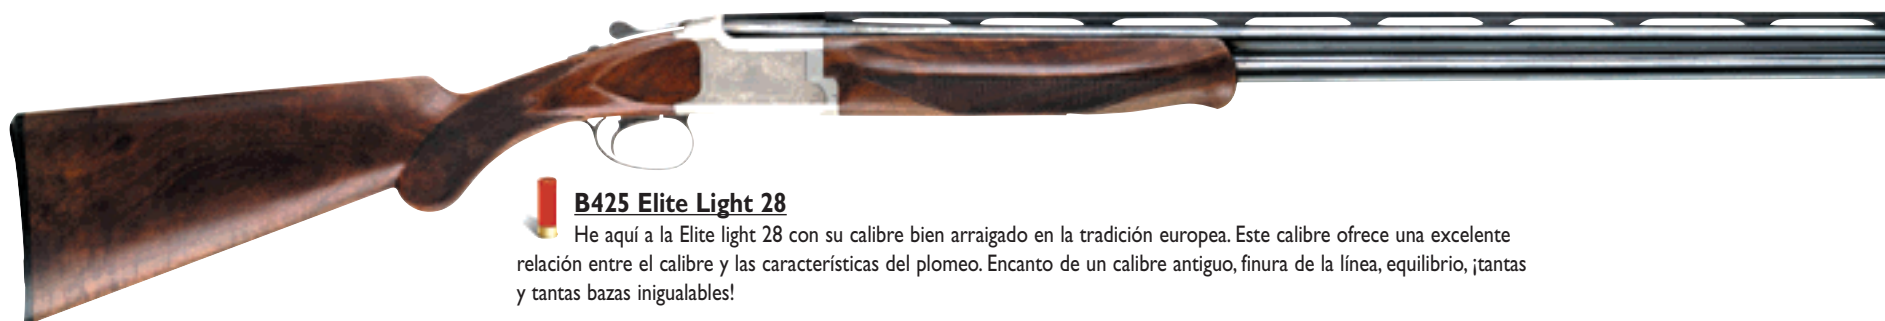 B425 Elite Light 28
He aquí a la Elite light 28 con su calibre bien arraigado en la tradición europea. Este calibre ofrece una excelente
relación entre el calibre y las características del plomeo. Encanto de un calibre antiguo, finura de la línea, equilibrio, ¡tantas
y tantas bazas inigualables!